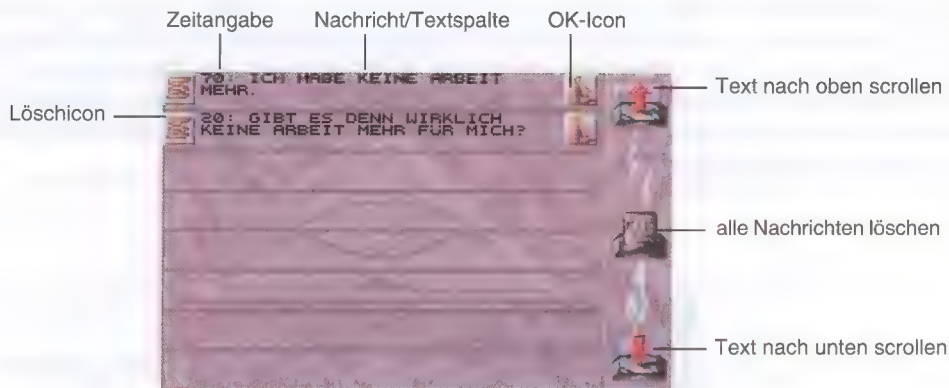 Zeitangabe Nachricht/Textspalte OK-Icon
70: ICH HABE KEINE ARBEIT
MEHR.
Text nach oben scrollen
Löschicon
20: GIBT ES DENN WIRKLICH
KEINE ARBEIT MEHR FÜR MICH?
alle Nachrichten löschen
Text nach unten scrollen